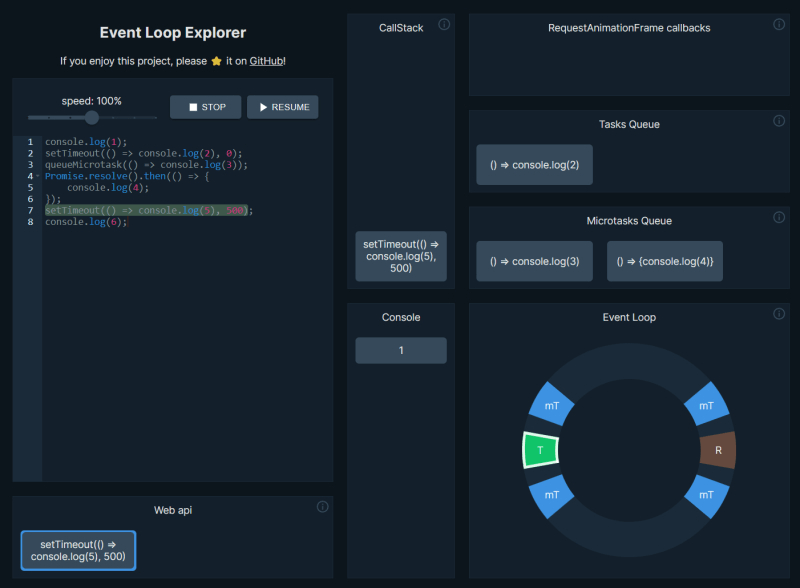 Event Loop Explorer
If you enjoy this project, please ⭐ it on GitHub!
speed: 100%
STOP
RESUME
1 console.log(1);
2 setTimeout(() => console.log(2), 0);
3 queueMicrotask(() => console.log(3));
4 Promise.resolve().then(() => {
5 console.log(4);
6 });
7 setTimeout(() => console.log(5), 500);
8 console.log(6);
Web api
setTimeout(() =>
console.log(5), 500)
CallStack
setTimeout(() =>
console.log(5),
500)
Console
1
RequestAnimationFrame callbacks
Tasks Queue
() => console.log(2)
Microtasks Queue
() => console.log(3)
() => {console.log(4)}
Event Loop
mT
mT
T
R
mT
mT